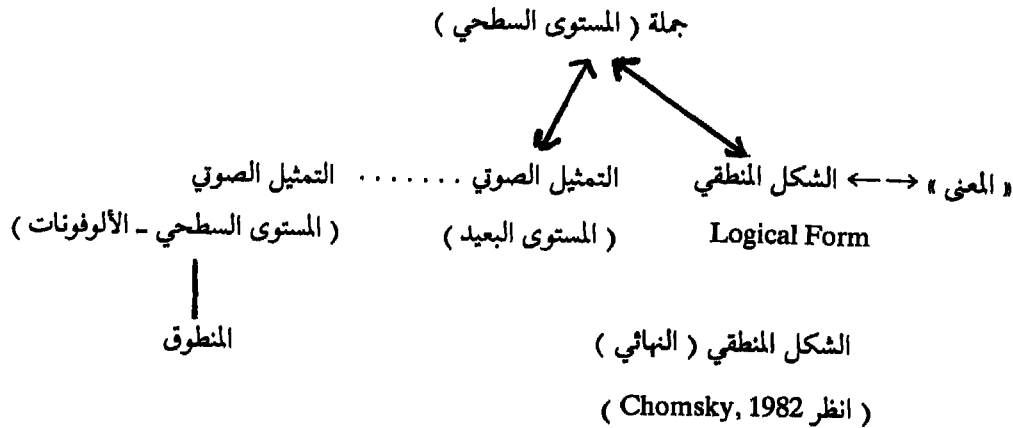 جملة ( المستوى السطحي )
« المعنى » ←→ الشكل المنطقي التمثيل الصوتي ....... التمثيل الصوتي
Logical Form ( المستوى البعيد ) ( المستوى السطحي - الألوفونات )
المنطوق
الشكل المنطقي ( النهائي )
( انظر Chomsky, 1982 )